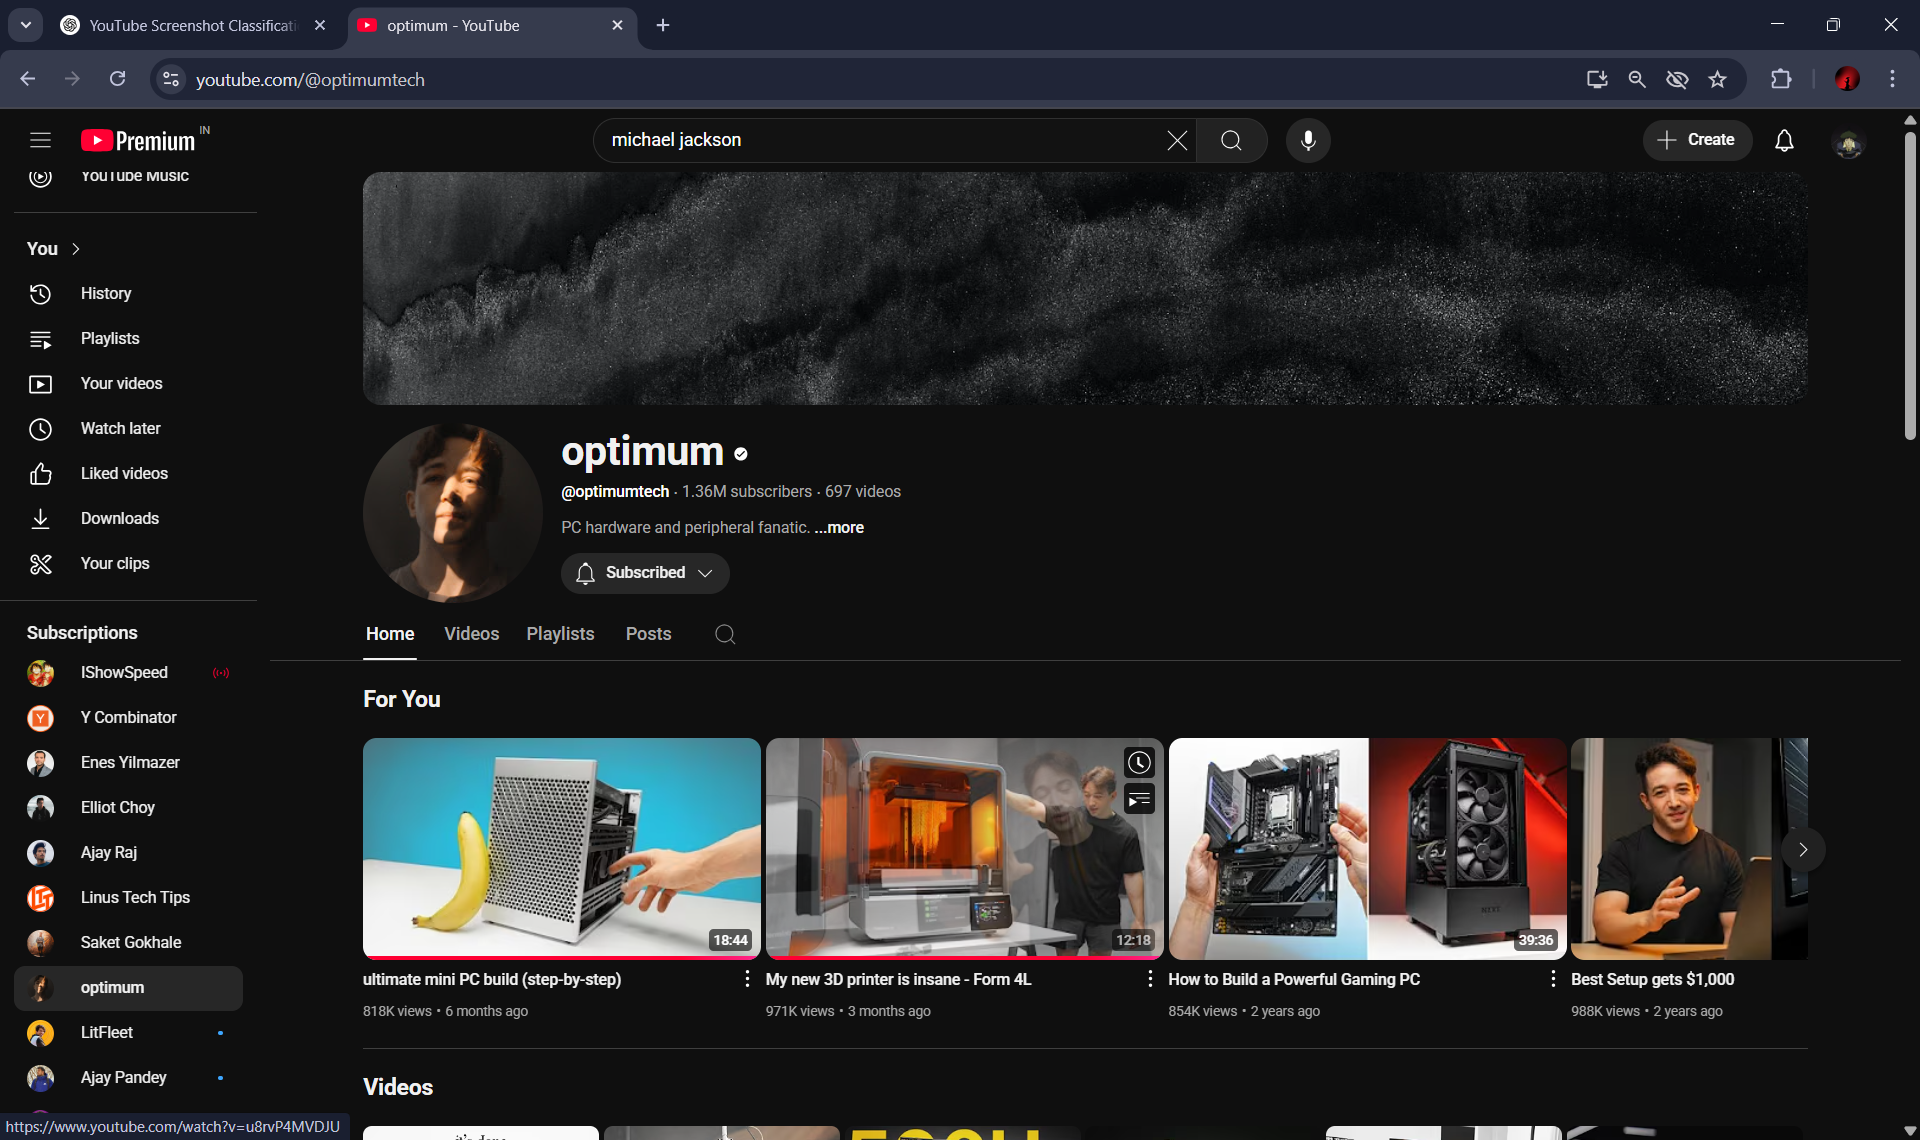 YouTube Screenshot Classificati
optimum - YouTube
youtube.com/@optimumtech
Premium IN
michael jackson
Create
YouTube Music
You
History
Playlists
Your videos
Watch later
Liked videos
Downloads
Your clips
Subscriptions
IShowSpeed
Y Combinator
Enes Yilmazer
Elliot Choy
Ajay Raj
Linus Tech Tips
Saket Gokhale
optimum
LitFleet
Ajay Pandey
https://www.youtube.com/watch?v=u8rvP4MVDJU
optimum
@optimumtech · 1.36M subscribers · 697 videos
PC hardware and peripheral fanatic. ...more
Subscribed
Home Videos Playlists Posts
For You
18:44
ultimate mini PC build (step-by-step)
818K views • 6 months ago
12:18
My new 3D printer is insane - Form 4L
971K views • 3 months ago
NZXT
39:36
How to Build a Powerful Gaming PC
854K views • 2 years ago
Best Setup gets $1,000
988K views • 2 years ago
Videos